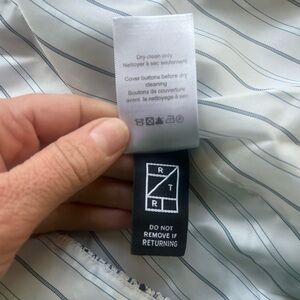 Dry clean only
Nettoyer à sec seulement
Cover buttons before dry
cleaning
Boutons de couverture
avant le nettoyage à sec
R
T
R
DO NOT
REMOVE IF
RETURNING